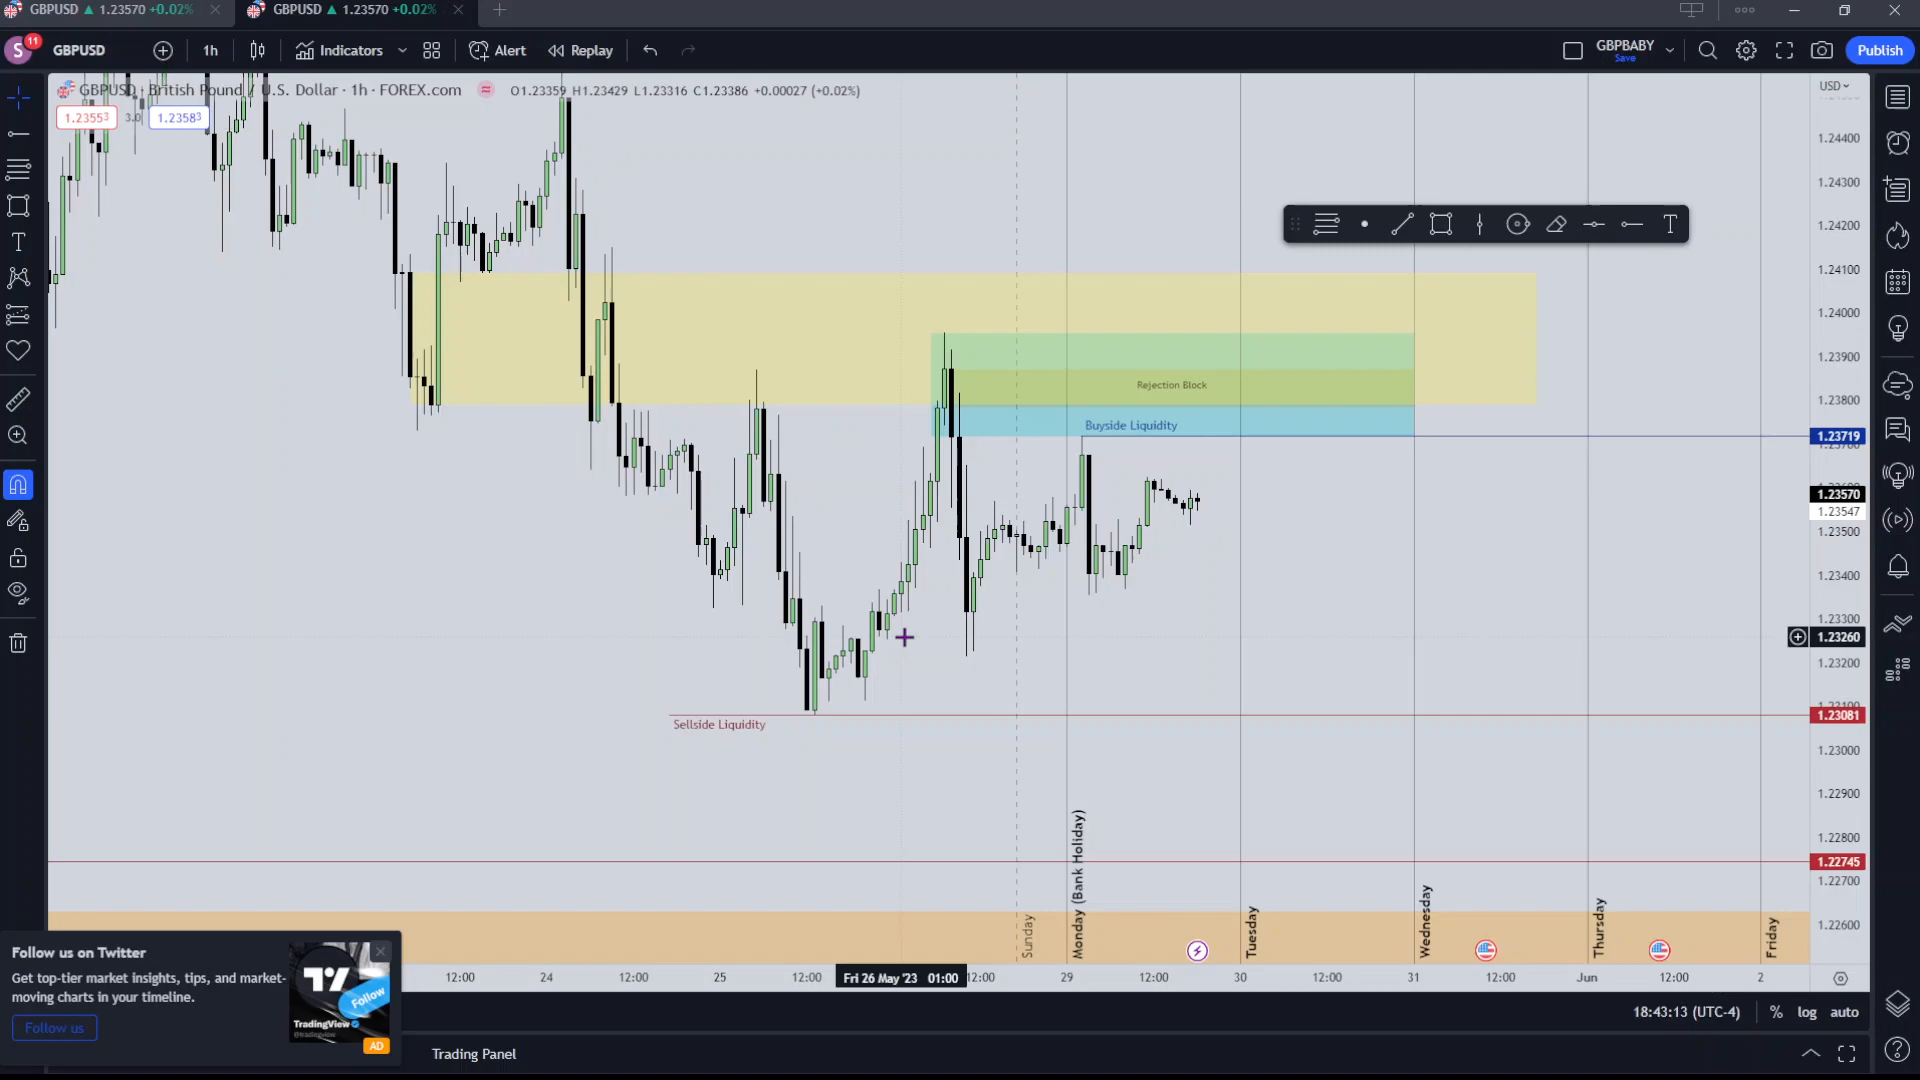 GBPUSD ▲ 1.23570 +0.02%
GBPUSD ▲ 1.23570 +0.02%
S 11
GBPUSD
1h
Indicators
Alert
Replay
GBPBABY
Save
Publish
GBPUSD · British Pound / U.S. Dollar · 1h · FOREX.com
O1.23359 H1.23429 L1.23316 C1.23386 +0.00027 (+0.02%)
1.23553
3.0
1.23583
USD
1.24400
1.24300
1.24200
1.24100
1.24000
1.23900
1.23800
1.23719
1.23570
1.23547
1.23500
1.23400
1.23300
1.23260
1.23200
1.23081
1.23000
1.22900
1.22800
1.22745
1.22700
1.22600
Rejection Block
Buyside Liquidity
Sellside Liquidity
Sunday
Monday (Bank Holiday)
Tuesday
Wednesday
Thursday
Friday
12:00
24
12:00
25
12:00
Fri 26 May '23 01:00
12:00
29
12:00
30
12:00
31
12:00
Jun
12:00
2
Follow us on Twitter
Get top-tier market insights, tips, and market-
moving charts in your timeline.
Follow us
Follow
TradingView
@tradingview
AD
18:43:13 (UTC-4)
%
log
auto
Trading Panel